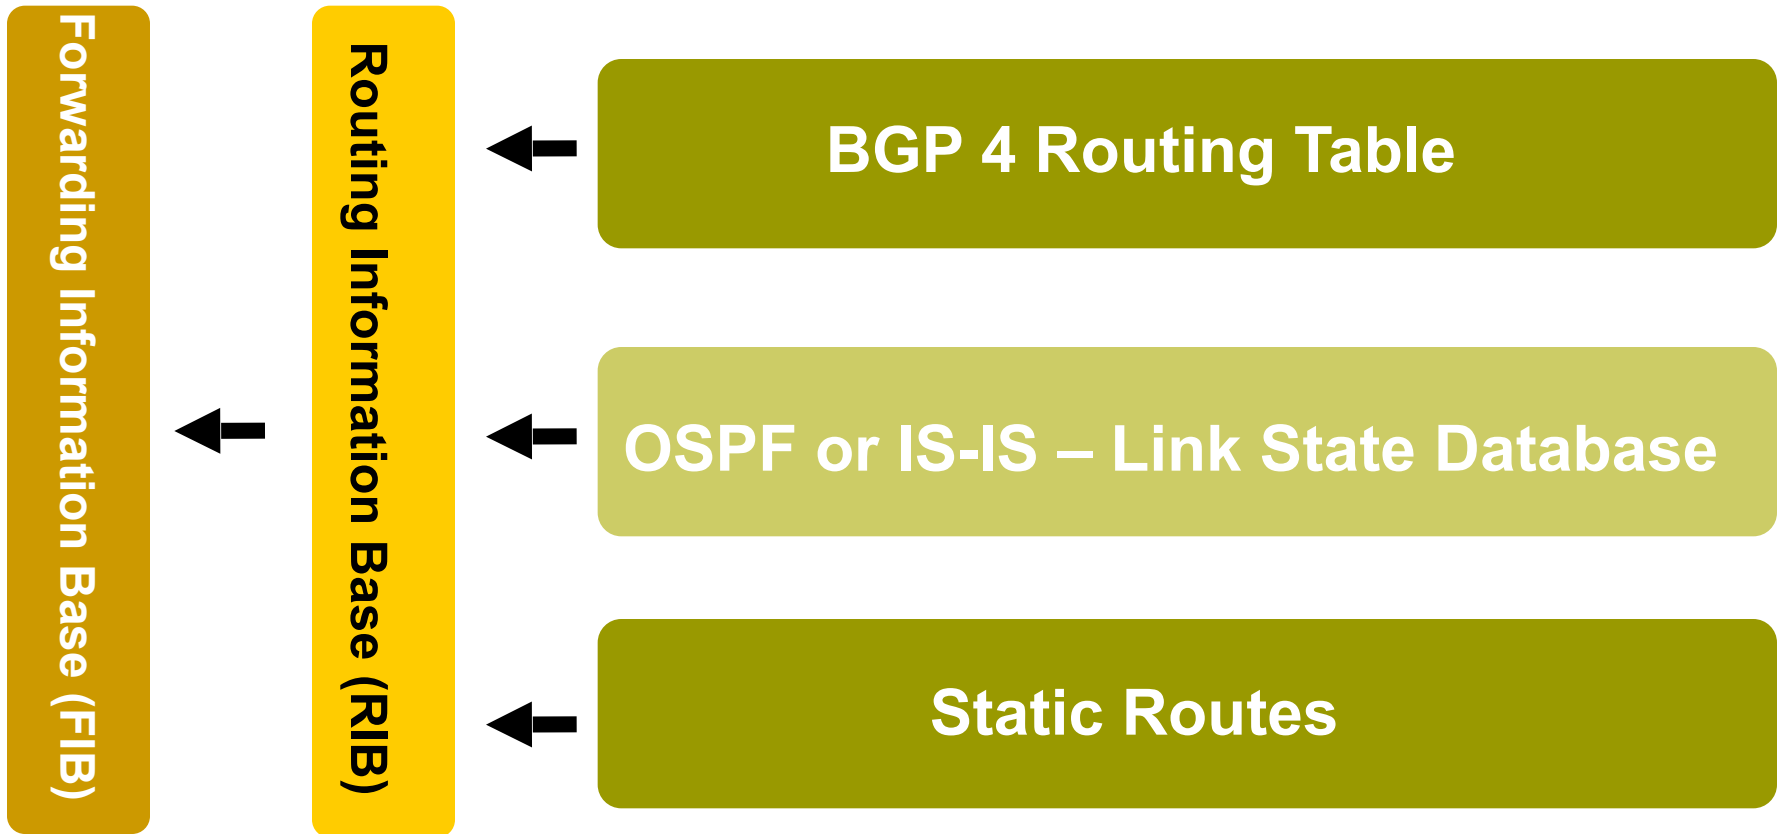 Forwarding Information Base (FIB)
Routing Information Base (RIB)
BGP 4 Routing Table
OSPF or IS-IS – Link State Database
Static Routes